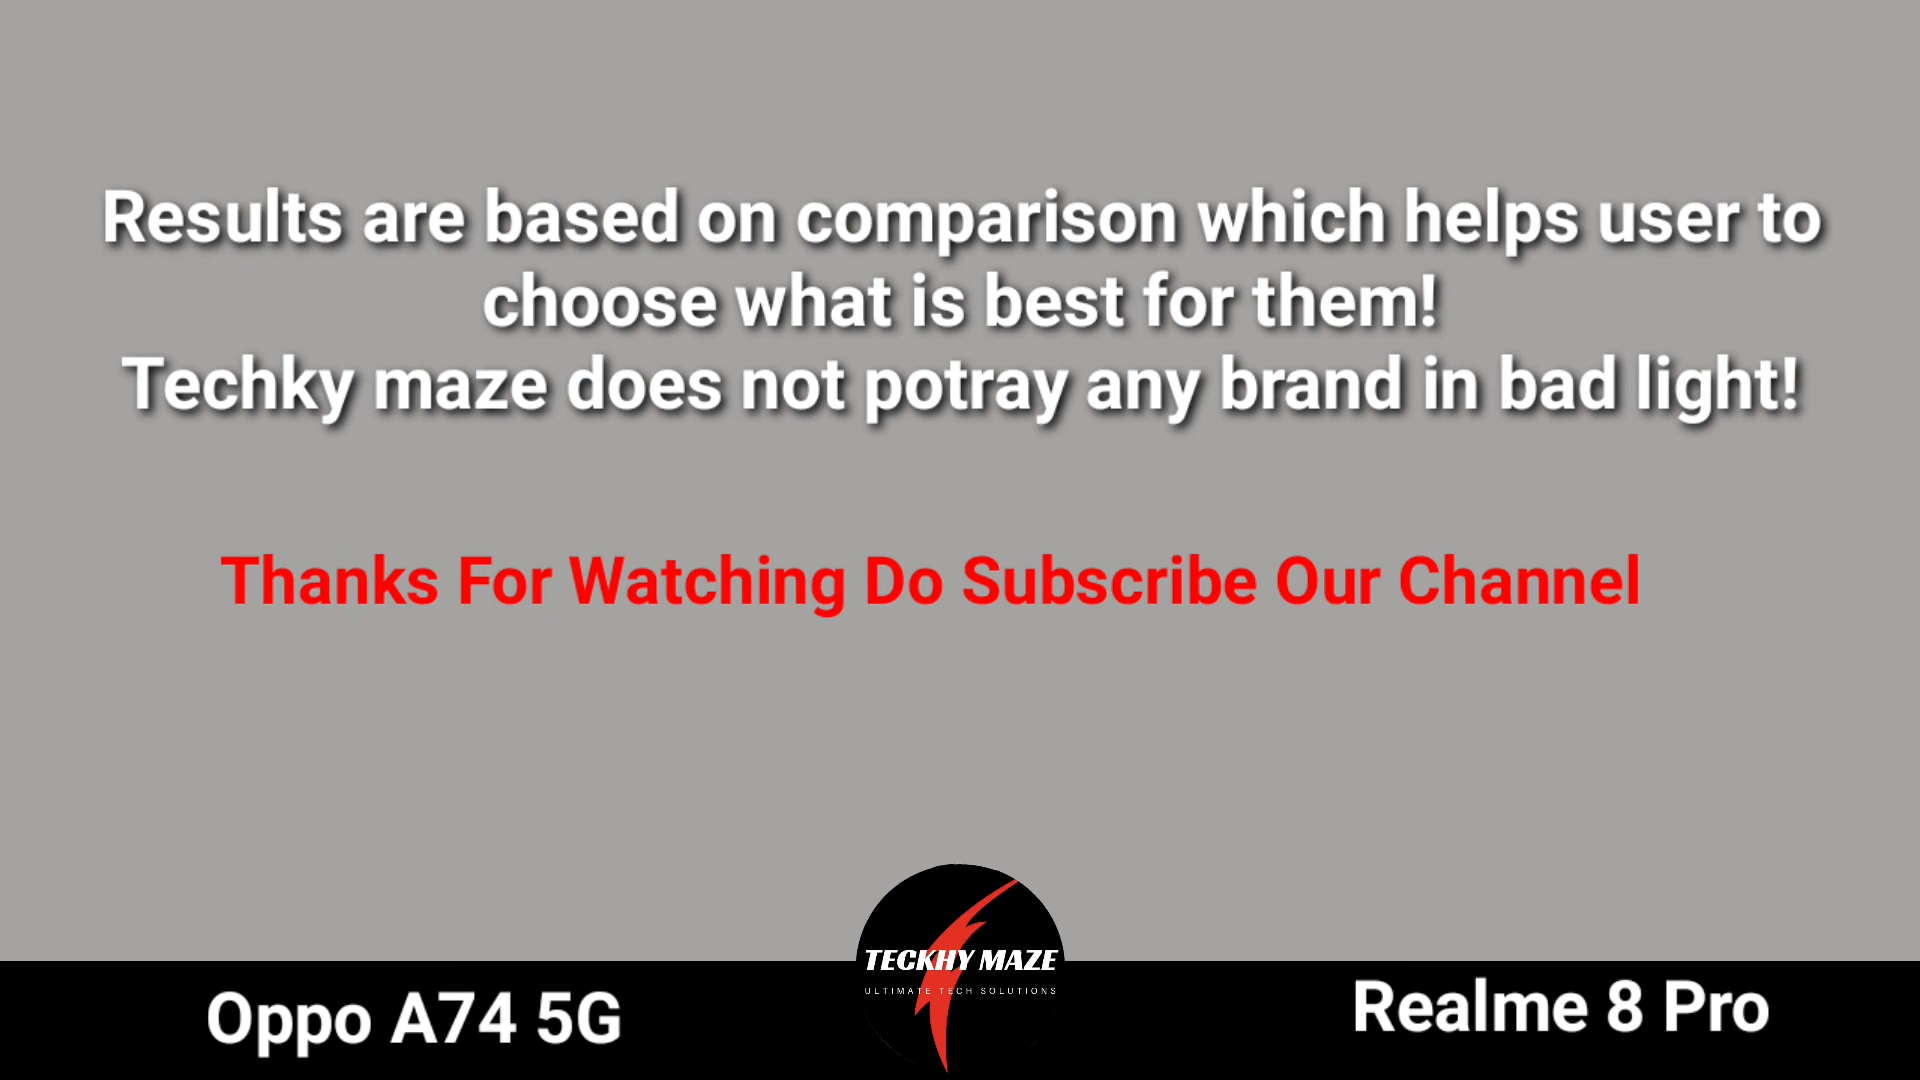 Results are based on comparison which helps user to
choose what is best for them!
Techky maze does not potray any brand in bad light!
Thanks For Watching Do Subscribe Our Channel
TECKHY MAZE
ULTIMATE TECH SOLUTIONS
Oppo A74 5G
Realme 8 Pro